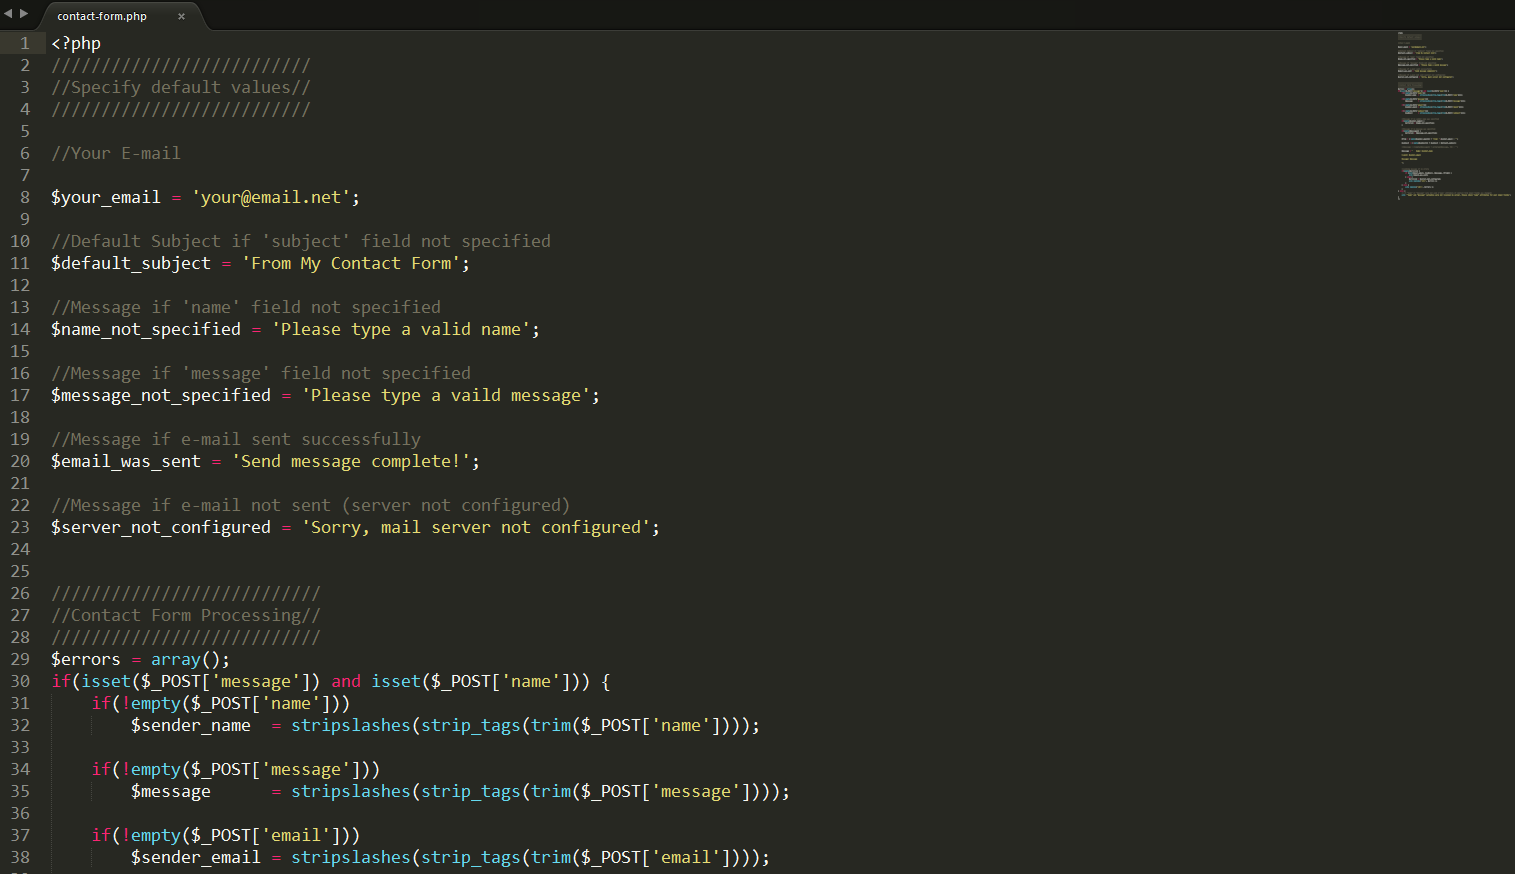 contact-form.php ×
1 <?php
2 //////////////////////////
3 //Specify default values//
4 //////////////////////////
5
6 //Your E-mail
7
8 $your_email = 'your@email.net';
9
10 //Default Subject if 'subject' field not specified
11 $default_subject = 'From My Contact Form';
12
13 //Message if 'name' field not specified
14 $name_not_specified = 'Please type a valid name';
15
16 //Message if 'message' field not specified
17 $message_not_specified = 'Please type a vaild message';
18
19 //Message if e-mail sent successfully
20 $email_was_sent = 'Send message complete!';
21
22 //Message if e-mail not sent (server not configured)
23 $server_not_configured = 'Sorry, mail server not configured';
24
25
26 ///////////////////////////
27 //Contact Form Processing//
28 ///////////////////////////
29 $errors = array();
30 if(isset($_POST['message']) and isset($_POST['name'])) {
31     if(!empty($_POST['name']))
32         $sender_name  = stripslashes(strip_tags(trim($_POST['name'])));
33
34     if(!empty($_POST['message']))
35         $message      = stripslashes(strip_tags(trim($_POST['message'])));
36
37     if(!empty($_POST['email']))
38         $sender_email = stripslashes(strip_tags(trim($_POST['email'])));